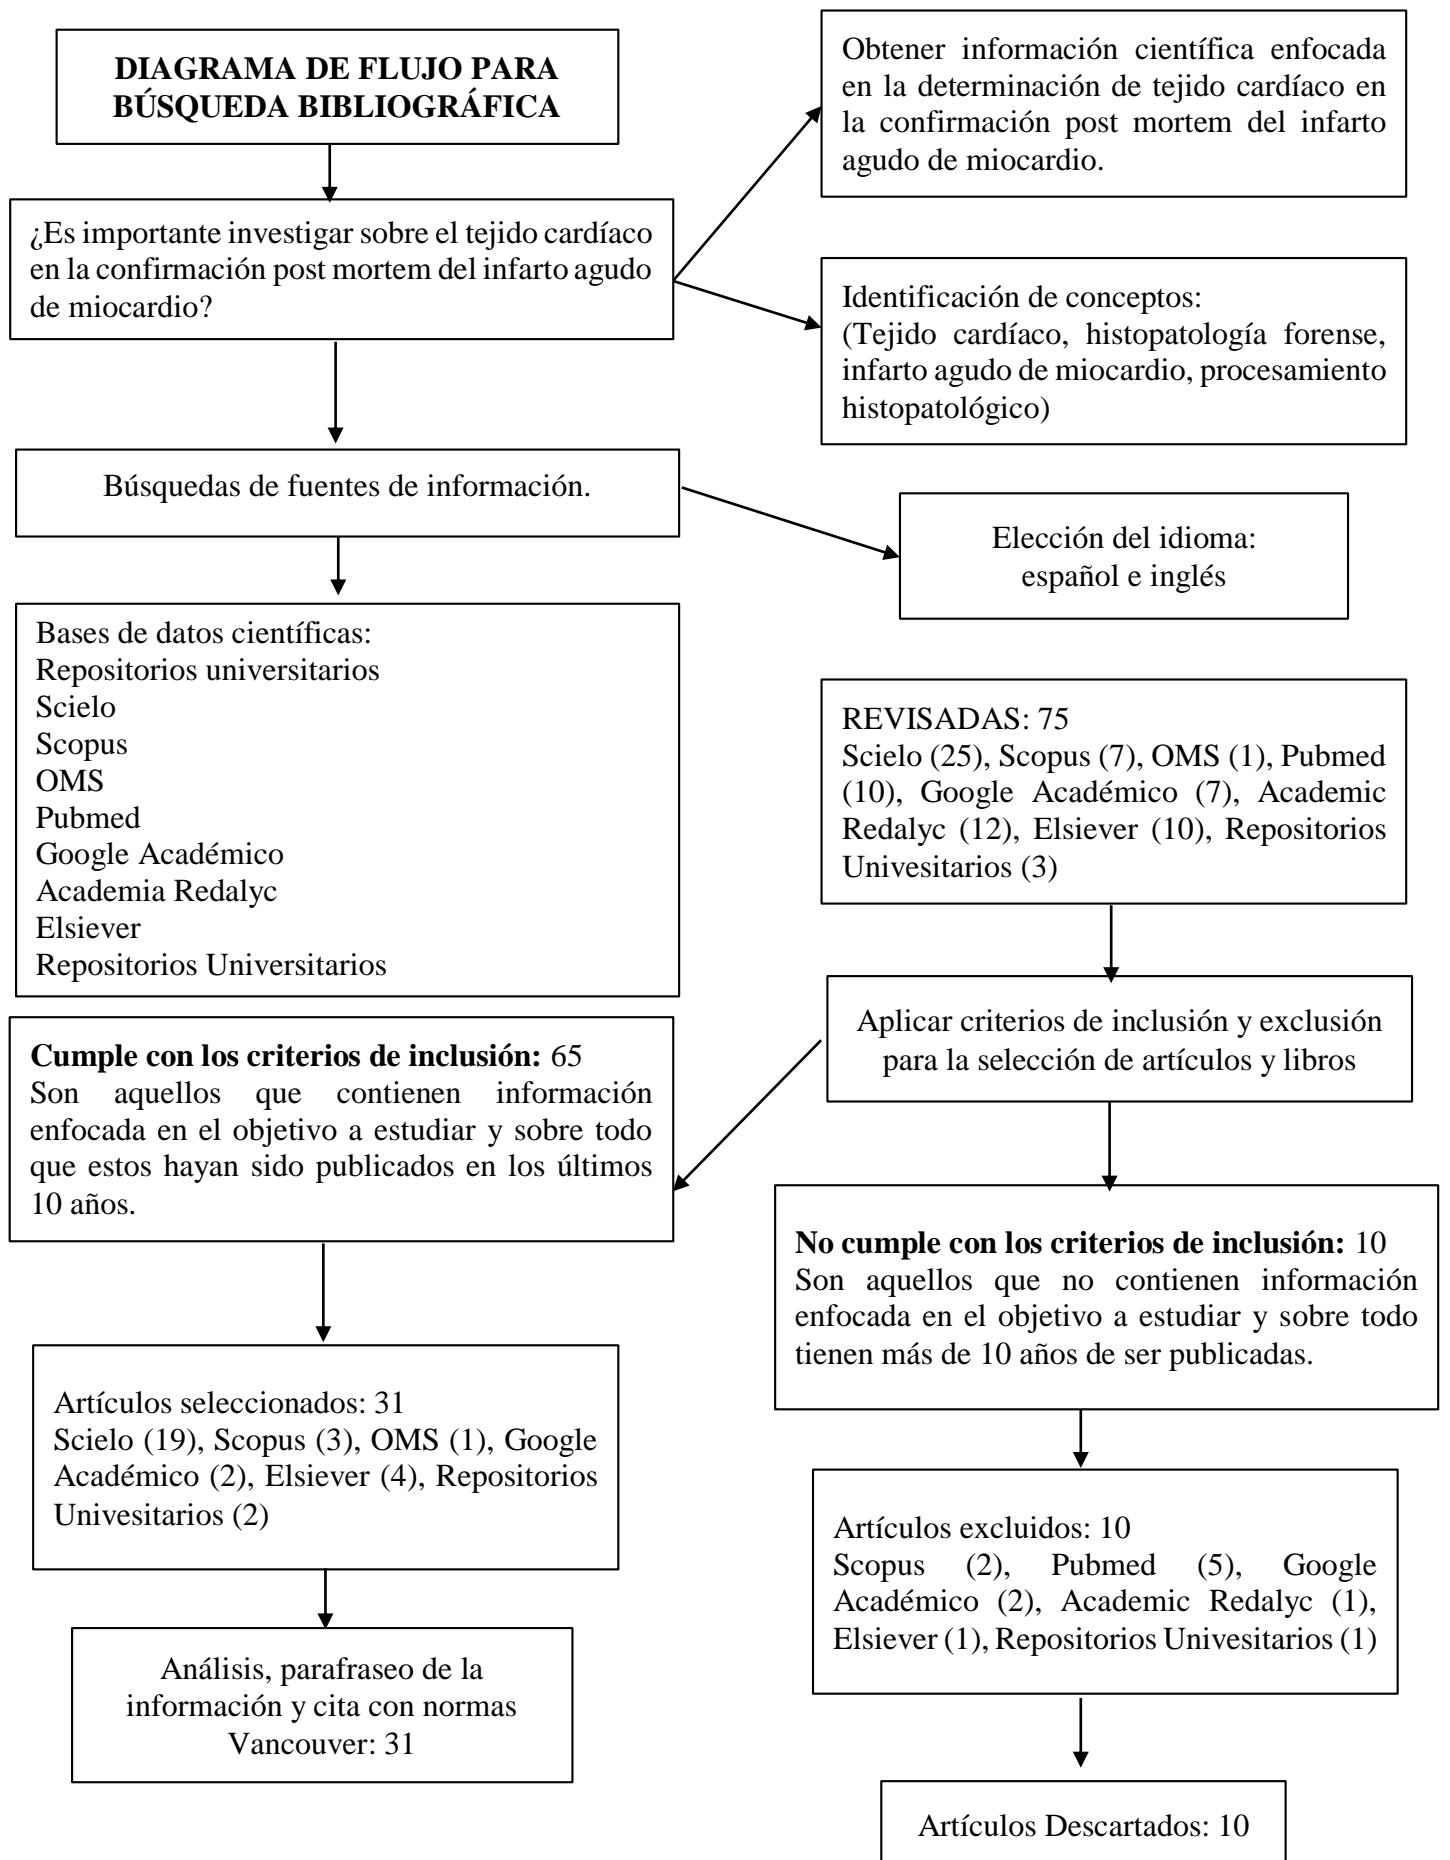 DIAGRAMA DE FLUJO PARA
BÚSQUEDA BIBLIOGRÁFICA
Obtener información científica enfocada
en la determinación de tejido cardíaco en
la confirmación post mortem del infarto
agudo de miocardio.
¿Es importante investigar sobre el tejido cardíaco
en la confirmación post mortem del infarto agudo
de miocardio?
Identificación de conceptos:
(Tejido cardíaco, histopatología forense,
infarto agudo de miocardio, procesamiento
histopatológico)
Búsquedas de fuentes de información.
Elección del idioma:
español e inglés
Bases de datos científicas:
Repositorios universitarios
Scielo
Scopus
OMS
Pubmed
Google Académico
Academia Redalyc
Elsiever
Repositorios Universitarios
REVISADAS: 75
Scielo (25), Scopus (7), OMS (1), Pubmed
(10), Google Académico (7), Academic
Redalyc (12), Elsiever (10), Repositorios
Univesitarios (3)
Aplicar criterios de inclusión y exclusión
para la selección de artículos y libros
Cumple con los criterios de inclusión: 65
Son aquellos que contienen información
enfocada en el objetivo a estudiar y sobre todo
que estos hayan sido publicados en los últimos
10 años.
No cumple con los criterios de inclusión: 10
Son aquellos que no contienen información
enfocada en el objetivo a estudiar y sobre todo
tienen más de 10 años de ser publicadas.
Artículos seleccionados: 31
Scielo (19), Scopus (3), OMS (1), Google
Académico (2), Elsiever (4), Repositorios
Univesitarios (2)
Artículos excluidos: 10
Scopus (2), Pubmed (5), Google
Académico (2), Academic Redalyc (1),
Elsiever (1), Repositorios Univesitarios (1)
Análisis, parafraseo de la
información y cita con normas
Vancouver: 31
Artículos Descartados: 10